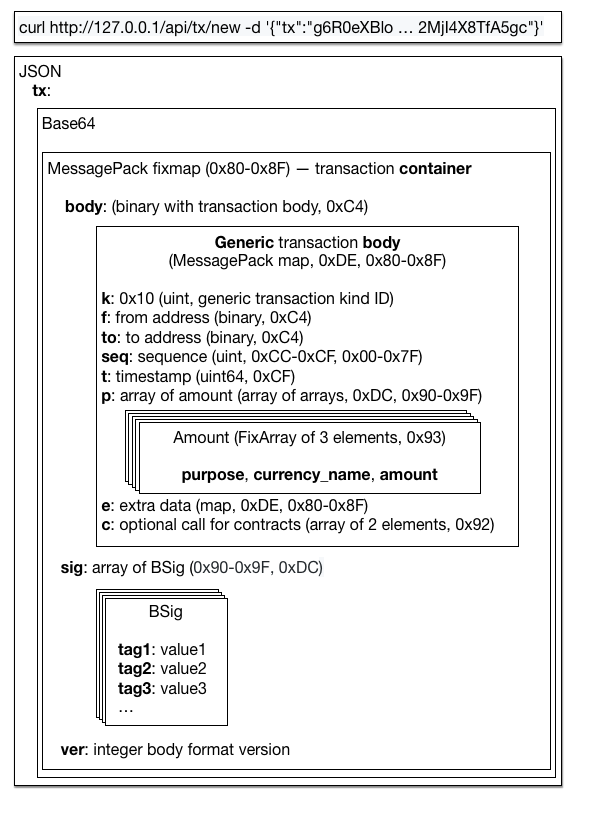 curl http://127.0.0.1/api/tx/new -d '{"tx":"g6R0eXBlo … 2MjI4X8TfA5gc"}'
JSON
tx:
Base64
MessagePack fixmap (0x80-0x8F) — transaction container
body: (binary with transaction body, 0xC4)
Generic transaction body
(MessagePack map, 0xDE, 0x80-0x8F)
k: 0x10 (uint, generic transaction kind ID)
f: from address (binary, 0xC4)
to: to address (binary, 0xC4)
seq: sequence (uint, 0xCC-0xCF, 0x00-0x7F)
t: timestamp (uint64, 0xCF)
p: array of amount (array of arrays, 0xDC, 0x90-0x9F)
Amount (FixArray of 3 elements, 0x93)
purpose, currency_name, amount
e: extra data (map, 0xDE, 0x80-0x8F)
c: optional call for contracts (array of 2 elements, 0x92)
sig: array of BSig (0x90-0x9F, 0xDC)
BSig
tag1: value1
tag2: value2
tag3: value3
…
ver: integer body format version